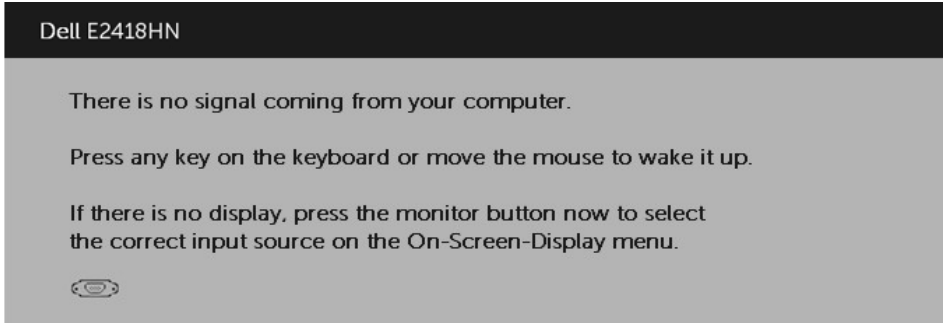 Dell E2418HN
There is no signal coming from your computer.
Press any key on the keyboard or move the mouse to wake it up.
If there is no display, press the monitor button now to select
the correct input source on the On-Screen-Display menu.